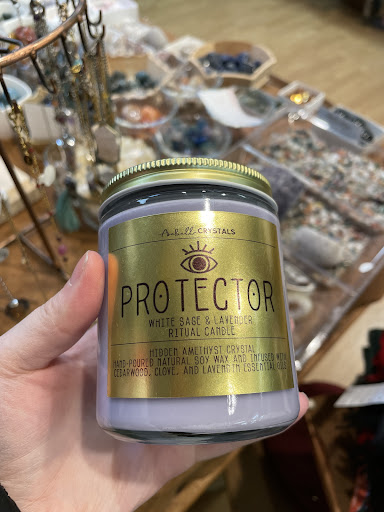 CRYSTALS
PROTECTOR
WHITE SAGE & LAVENDER
RITUAL CANDLE
HIDDEN AMETHYST CRYSTAL
HAND-POURED NATURAL SOY WAX AND INFUSED WITH
CEDARWOOD, CLOVE, AND LAVENDER ESSENTIAL OILS